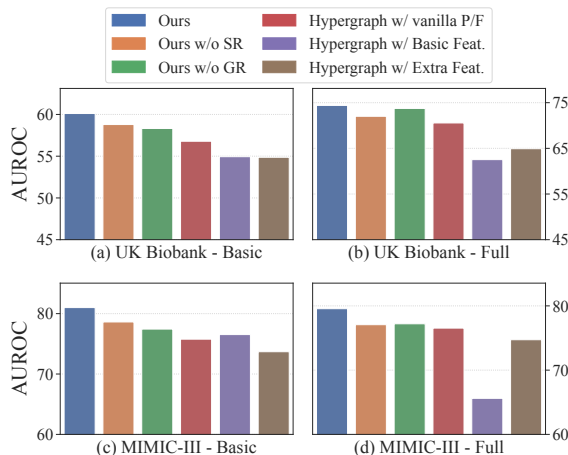 Ours
Ours w/o SR
Ours w/o GR
Hypergraph w/ vanilla P/F
Hypergraph w/ Basic Feat.
Hypergraph w/ Extra Feat.
AUROC
60
55
50
45
(a) UK Biobank - Basic
75
65
55
45
(b) UK Biobank - Full
AUROC
80
70
60
(c) MIMIC-III - Basic
80
70
60
(d) MIMIC-III - Full